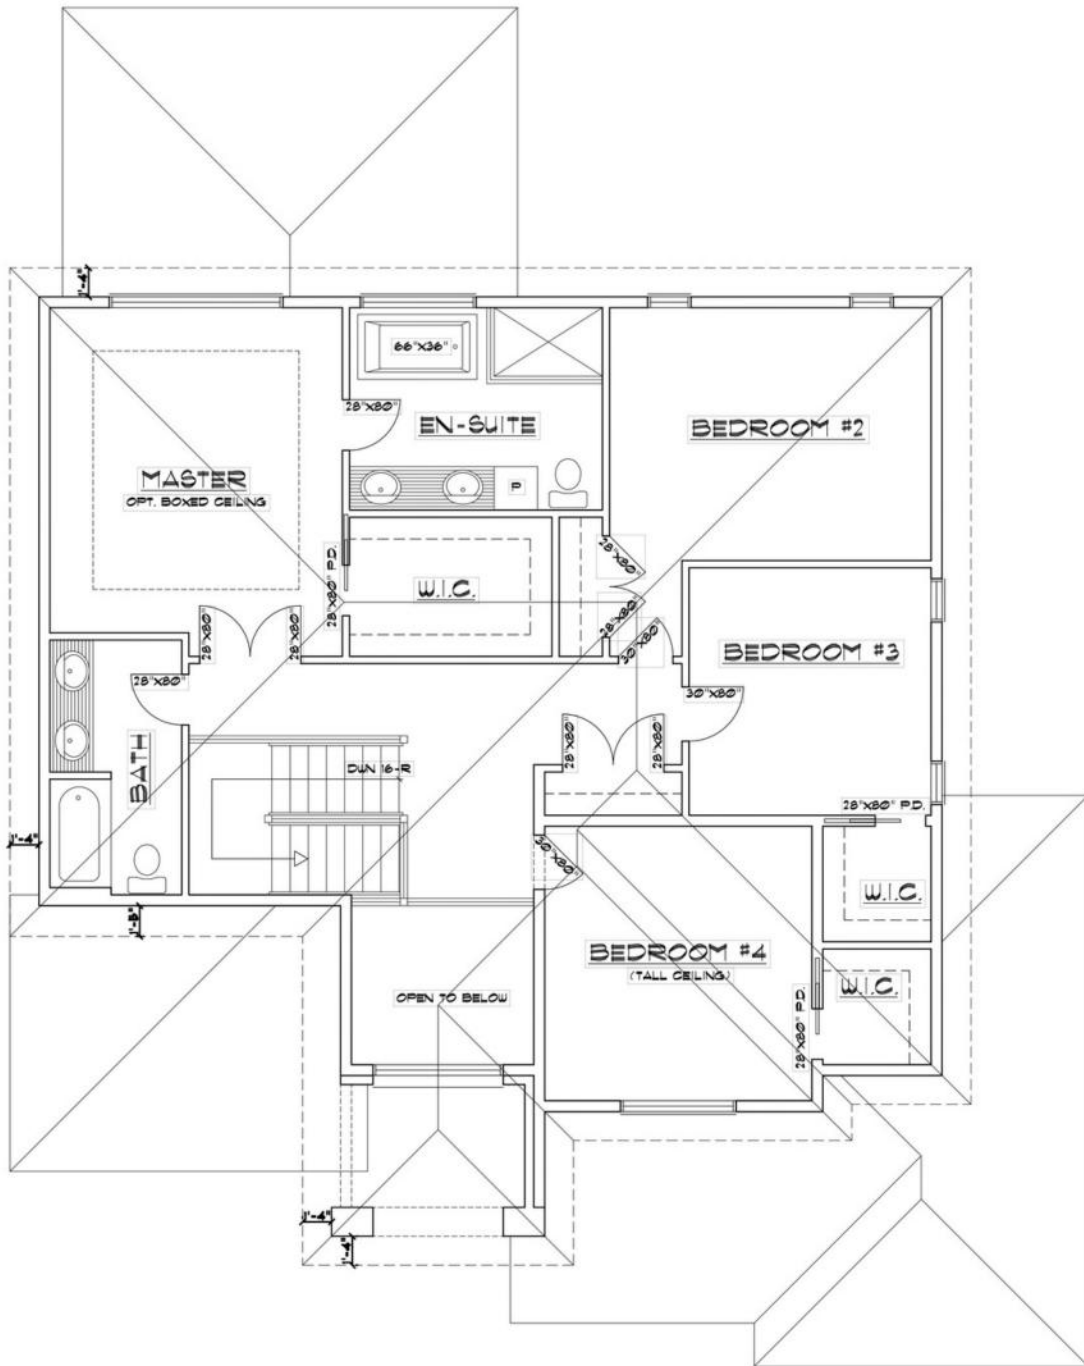 1'-4"
66"X36"
28"X80"
EN-SUITE
BEDROOM #2
MASTER
OPT. BOXED CEILING
P
28"X80" P.D.
28"X80"
W.I.C.
28"X80"
30"X80"
28"X80"
28"X80"
BEDROOM #3
28"X80"
30"X80"
BATH
28"X80"
28"X80"
DWN 16-R
28"X80" P.D.
1'-4"
30"X80"
W.I.C.
BEDROOM #4
(TALL CEILING)
W.I.C.
OPEN TO BELOW
28"X80" P.D.
1'-4"
1'-4"